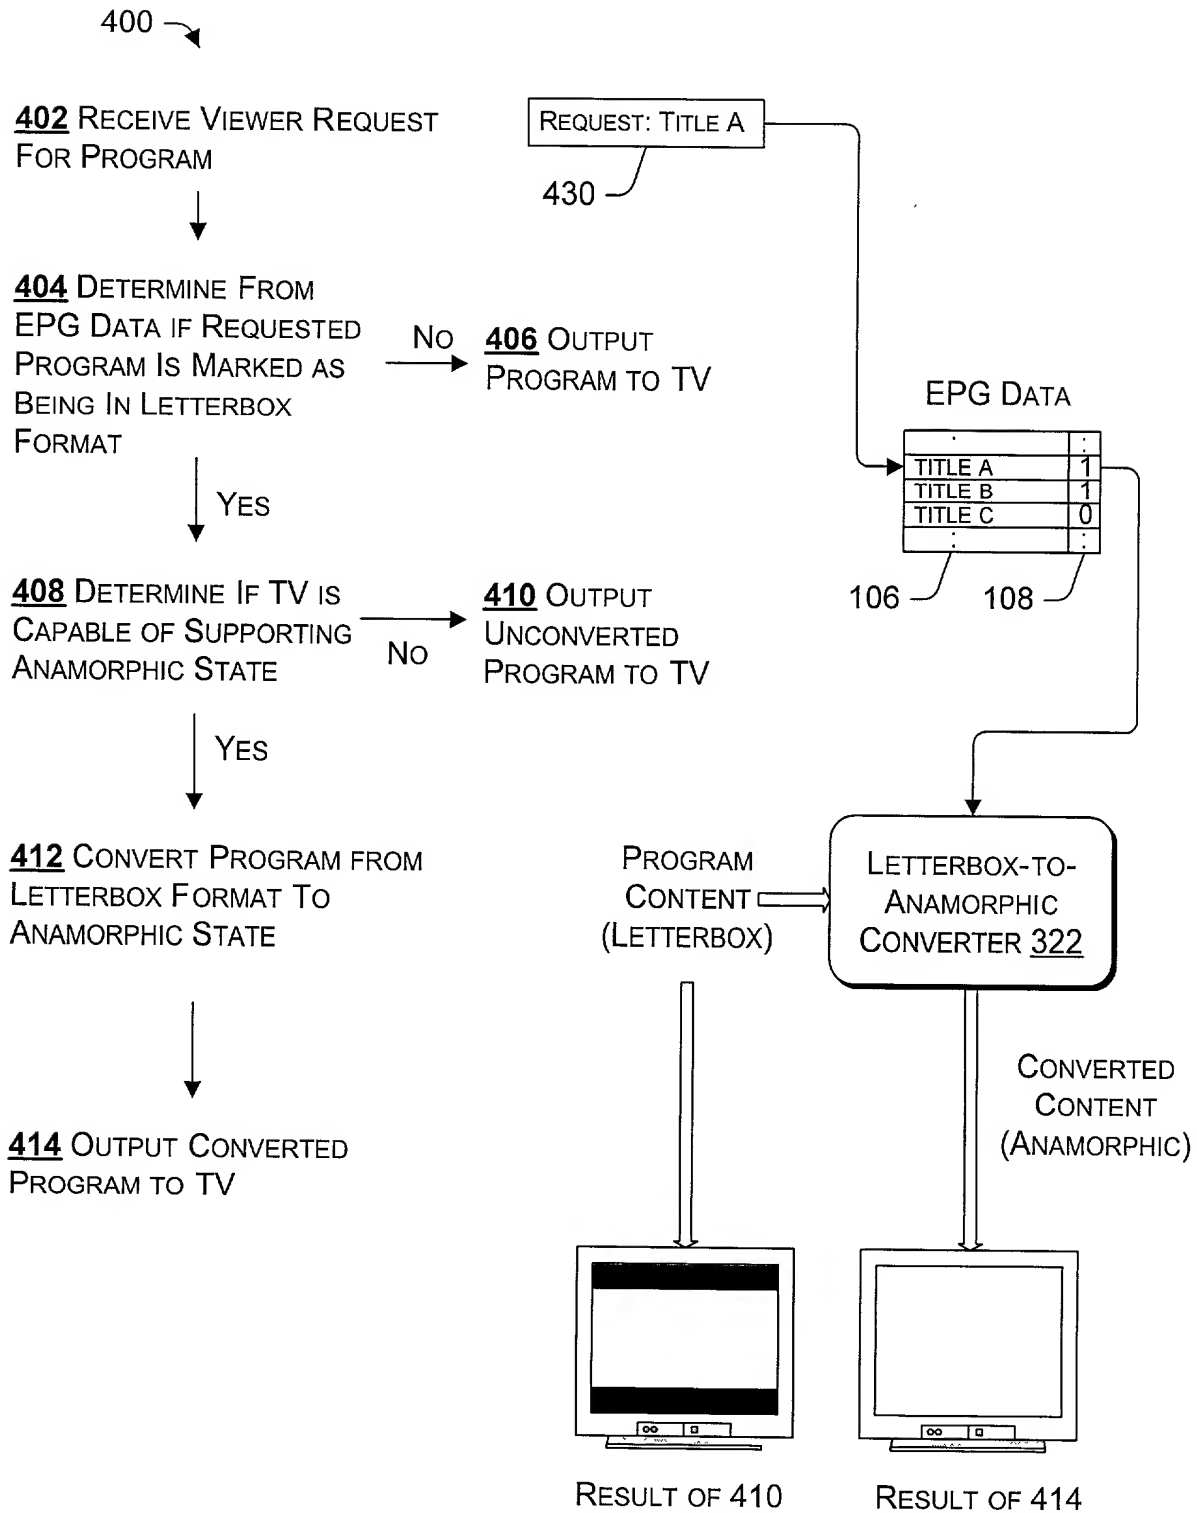 400
402 RECEIVE VIEWER REQUEST
FOR PROGRAM
REQUEST: TITLE A
430
404 DETERMINE FROM
EPG DATA IF REQUESTED
PROGRAM IS MARKED AS
BEING IN LETTERBOX
FORMAT
NO
406 OUTPUT
PROGRAM TO TV
YES
EPG DATA
TITLE A 1
TITLE B 1
TITLE C 0
106
108
408 DETERMINE IF TV IS
CAPABLE OF SUPPORTING
ANAMORPHIC STATE
NO
410 OUTPUT
UNCONVERTED
PROGRAM TO TV
YES
412 CONVERT PROGRAM FROM
LETTERBOX FORMAT TO
ANAMORPHIC STATE
PROGRAM
CONTENT
(LETTERBOX)
LETTERBOX-TO-
ANAMORPHIC
CONVERTER 322
CONVERTED
CONTENT
(ANAMORPHIC)
414 OUTPUT CONVERTED
PROGRAM TO TV
RESULT OF 410
RESULT OF 414